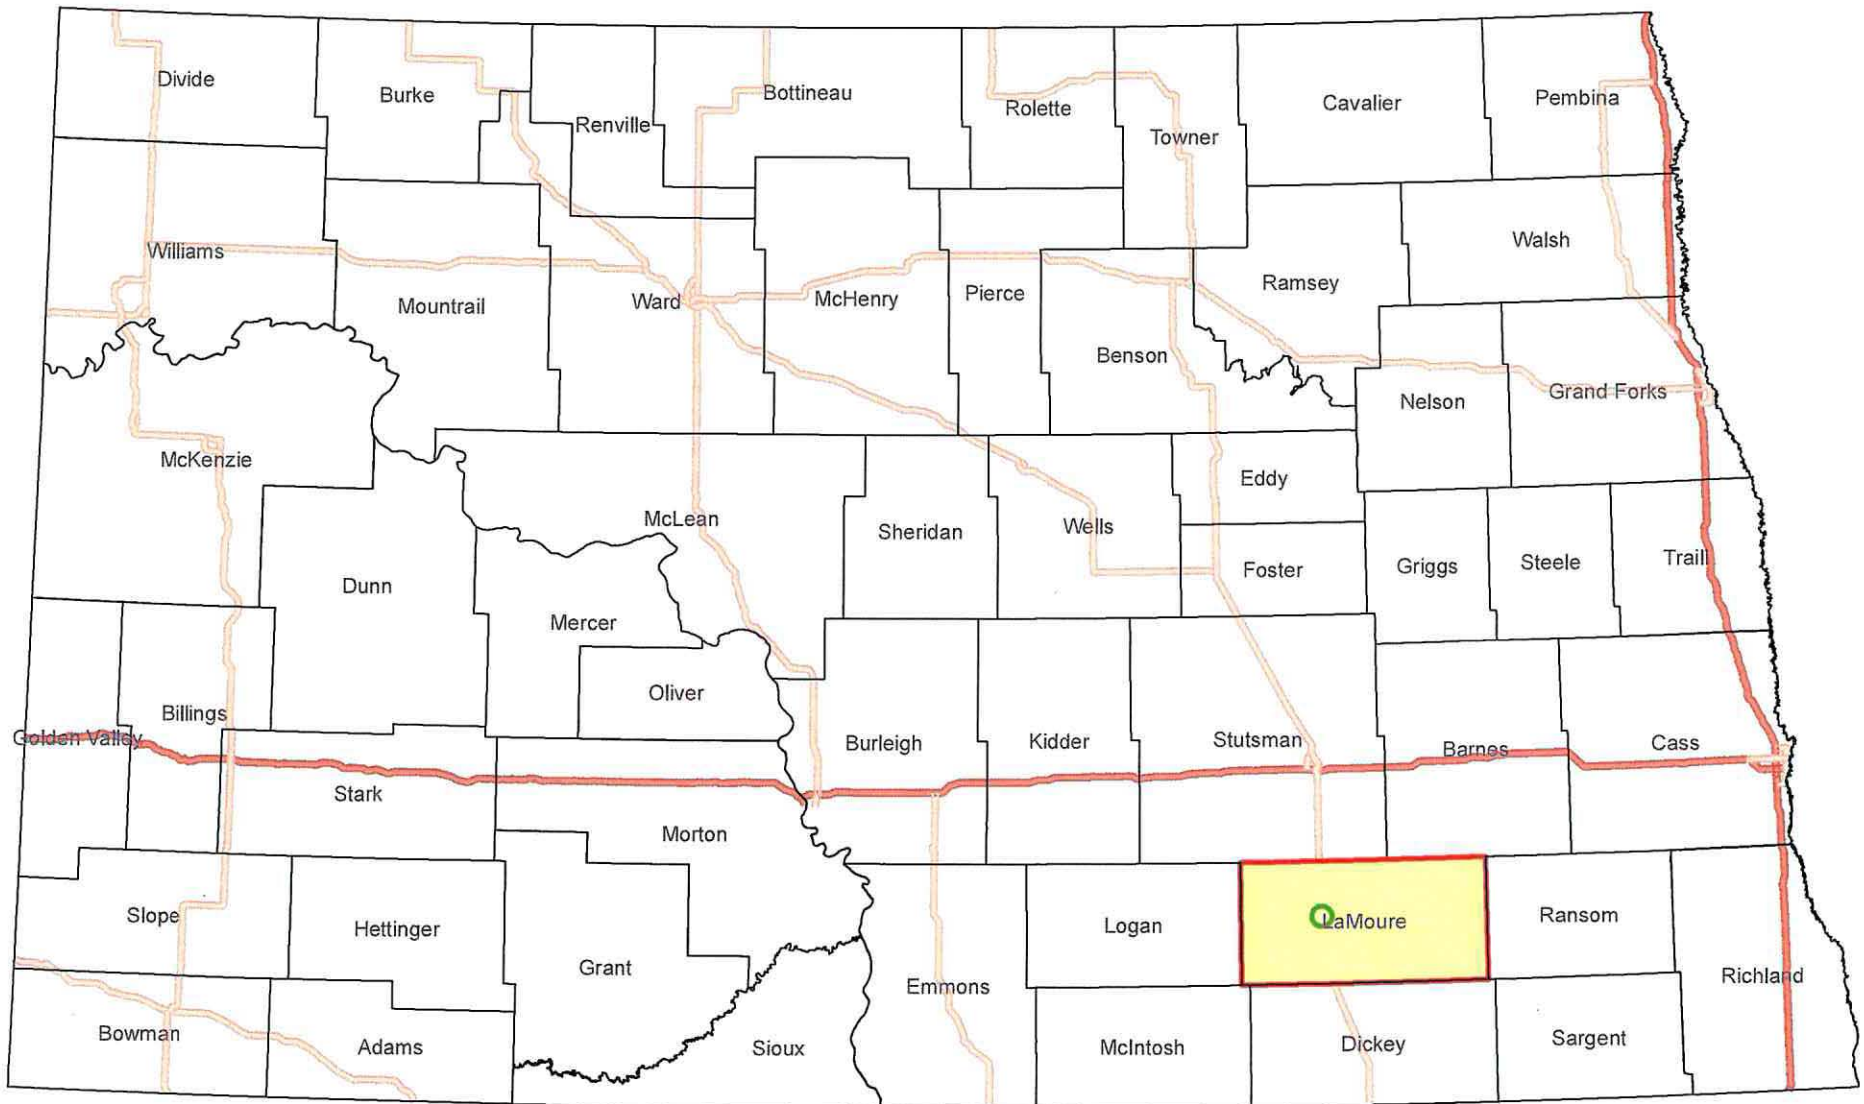 Divide
Burke
Renville
Bottineau
Rolette
Towner
Cavalier
Pembina
Williams
Mountrail
Ward
McHenry
Pierce
Benson
Ramsey
Walsh
Nelson
Grand Forks
McKenzie
Dunn
McLean
Sheridan
Wells
Eddy
Foster
Griggs
Steele
Traill
Mercer
Oliver
Golden Valley
Billings
Stark
Burleigh
Kidder
Stutsman
Barnes
Cass
Morton
Slope
Hettinger
Grant
Emmons
Logan
LaMoure
Ransom
Richland
Bowman
Adams
Sioux
McIntosh
Dickey
Sargent